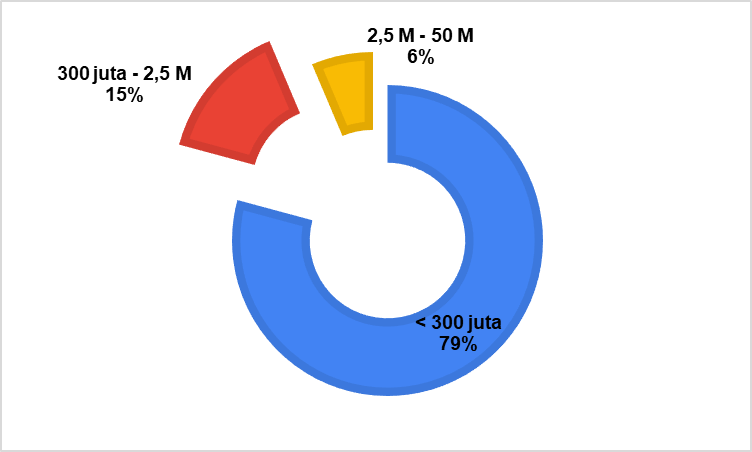 2,5 M - 50 M
6%
300 juta - 2,5 M
15%
< 300 juta
79%